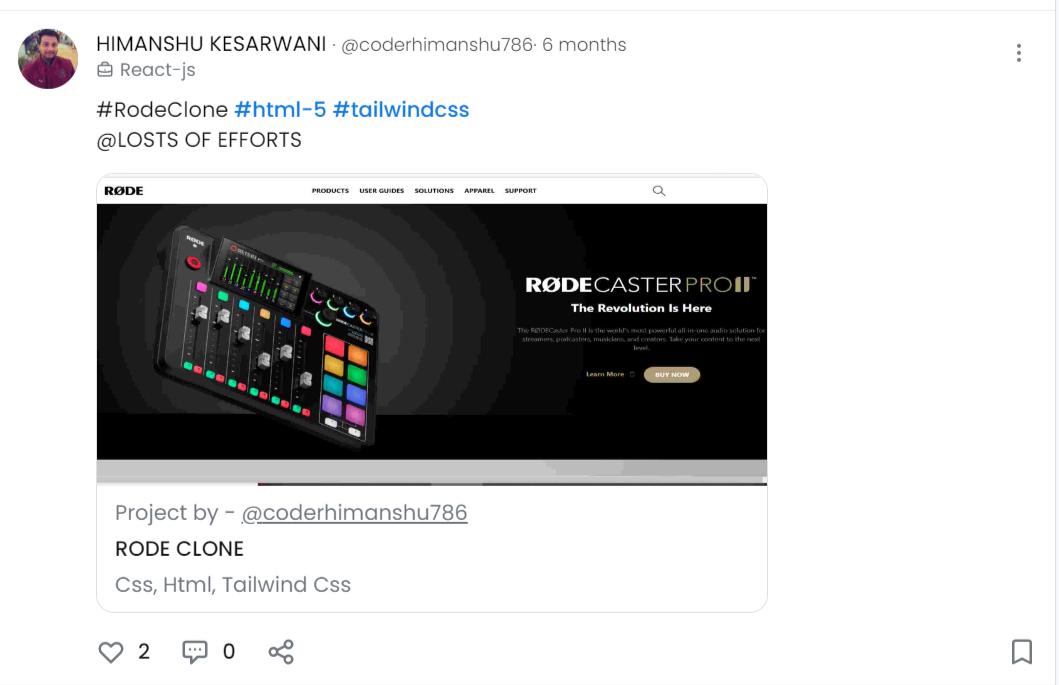 HIMANSHU KESARWANI · @coderhimanshu786· 6 months
React-js
#RodeClone #html-5 #tailwindcss
@LOSTS OF EFFORTS
RØDE PRODUCTS USER GUIDES SOLUTIONS APPAREL SUPPORT
RØDE
RØDECASTER PRO II™
The Revolution Is Here
The RØDECaster Pro II is the world's most powerful all-in-one audio solution for
streamers, podcasters, musicians, and creators. Take your content to the next
level.
Learn More BUY NOW
Project by - @coderhimanshu786
RODE CLONE
Css, Html, Tailwind Css
2 0